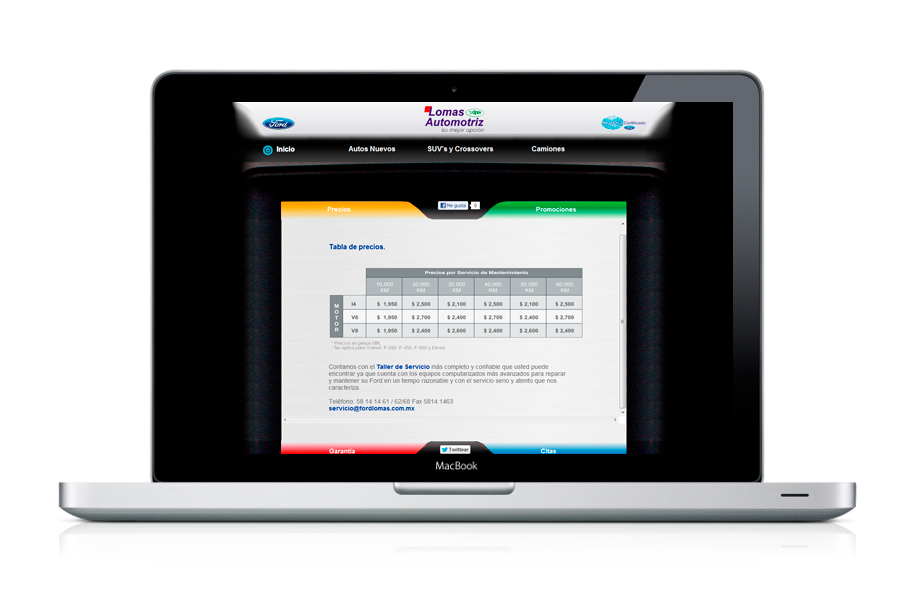 Ford
Lomas
Automotriz
su mejor opción
Certificado
Inicio
Autos Nuevos
SUV's y Crossovers
Camiones
Precios
Me gusta
0
Promociones
Tabla de precios.
Precios por Servicio de Mantenimiento
10,000 KM 20,000 KM 30,000 KM 40,000 KM 50,000 KM 60,000 KM
MOTOR
I4 $ 1,950 $ 2,500 $ 2,100 $ 2,500 $ 2,100 $ 2,500
V6 $ 1,950 $ 2,700 $ 2,400 $ 2,700 $ 2,400 $ 2,700
V8 $ 1,950 $ 2,400 $ 2,600 $ 2,400 $ 2,600 $ 2,400
* Precios en pesos MN
* No aplica para Transit, F-350, F-450, F-550 y Diesel
Contamos con el Taller de Servicio más completo y confiable que usted puede
encontrar ya que cuenta con los equipos computarizados más avanzados para reparar
y mantener su Ford en un tiempo razonable y con el servicio serio y atento que nos
caracteriza.
Teléfono: 58 14 14 61 / 62/68 Fax 5814.1463
servicio@fordlomas.com.mx
Garantía
Twittear
Citas
MacBook